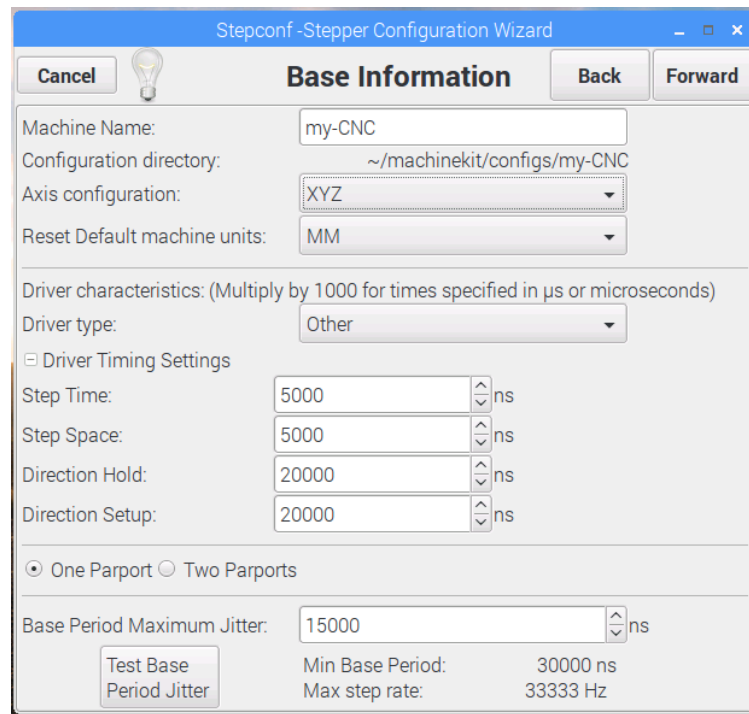 Stepconf -Stepper Configuration Wizard
Cancel Base Information Back Forward
Machine Name: my-CNC
Configuration directory: ~/machinekit/configs/my-CNC
Axis configuration: XYZ
Reset Default machine units: MM
Driver characteristics: (Multiply by 1000 for times specified in µs or microseconds)
Driver type: Other
Driver Timing Settings
Step Time: 5000 ns
Step Space: 5000 ns
Direction Hold: 20000 ns
Direction Setup: 20000 ns
One Parport Two Parports
Base Period Maximum Jitter: 15000 ns
Test Base Period Jitter
Min Base Period: 30000 ns
Max step rate: 33333 Hz